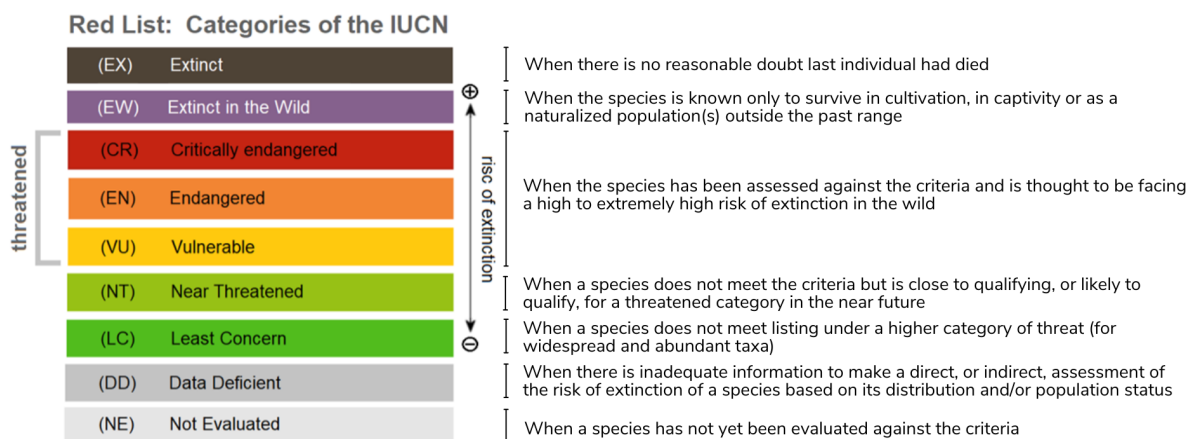 Red List: Categories of the IUCN
(EX) Extinct
When there is no reasonable doubt last individual had died
(EW) Extinct in the Wild
When the species is known only to survive in cultivation, in captivity or as a
naturalized population(s) outside the past range
threatened
(CR) Critically endangered
(EN) Endangered
(VU) Vulnerable
risc of extinction
When the species has been assessed against the criteria and is thought to be facing
a high to extremely high risk of extinction in the wild
(NT) Near Threatened
When a species does not meet the criteria but is close to qualifying, or likely to
qualify, for a threatened category in the near future
(LC) Least Concern
When a species does not meet listing under a higher category of threat (for
widespread and abundant taxa)
(DD) Data Deficient
When there is inadequate information to make a direct, or indirect, assessment of
the risk of extinction of a species based on its distribution and/or population status
(NE) Not Evaluated
When a species has not yet been evaluated against the criteria